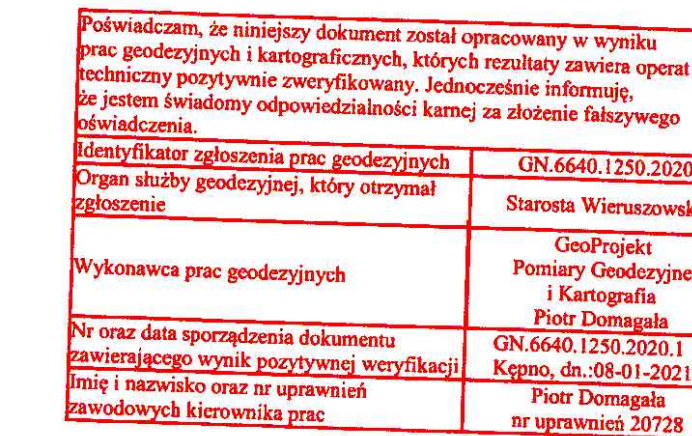 Poświadczam, że niniejszy dokument został opracowany w wyniku
prac geodezyjnych i kartograficznych, których rezultaty zawiera operat
techniczny pozytywnie zweryfikowany. Jednocześnie informuję,
że jestem świadomy odpowiedzialności karnej za złożenie fałszywego
oświadczenia.
Identyfikator zgłoszenia prac geodezyjnych GN.6640.1250.2020
Organ służby geodezyjnej, który otrzymał
zgłoszenie
Starosta Wieruszowsk
Wykonawca prac geodezyjnych
GeoProjekt
Pomiary Geodezyjne
i Kartografia
Piotr Domagała
Nr oraz data sporządzenia dokumentu
zawierającego wynik pozytywnej weryfikacji
GN.6640.1250.2020.1
Kępno, dn.:08-01-2021
Imię i nazwisko oraz nr uprawnień
zawodowych kierownika prac
Piotr Domagała
nr uprawnień 20728